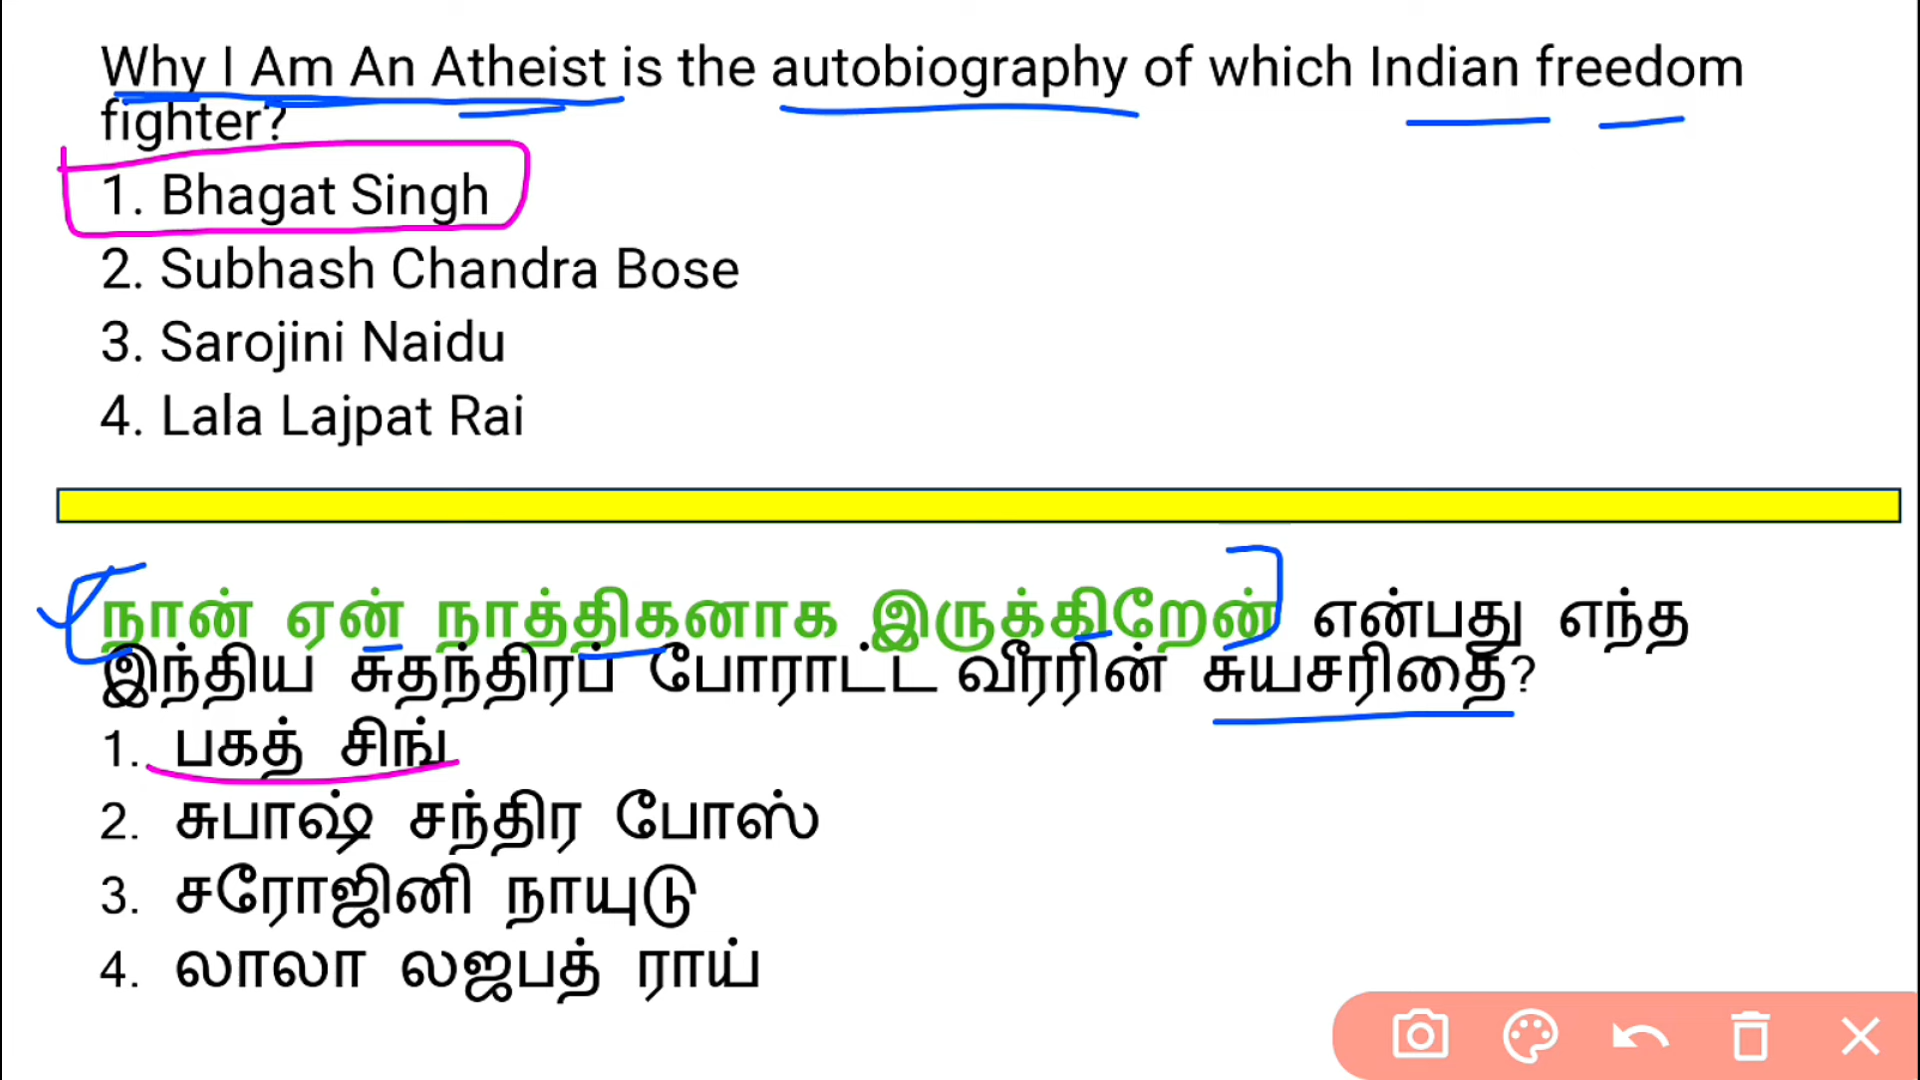 Why I Am An Atheist is the autobiography of which Indian freedom
fighter?
1. Bhagat Singh
2. Subhash Chandra Bose
3. Sarojini Naidu
4. Lala Lajpat Rai
நான் ஏன் நாத்திகனாக இருக்கிறேன் என்பது எந்த
இந்திய சுதந்திரப் போராட்ட வீரரின் சுயசரிதை?
1. பகத் சிங்
2. சுபாஷ் சந்திர போஸ்
3. சரோஜினி நாயுடு
4. லாலா லஜபத் ராய்